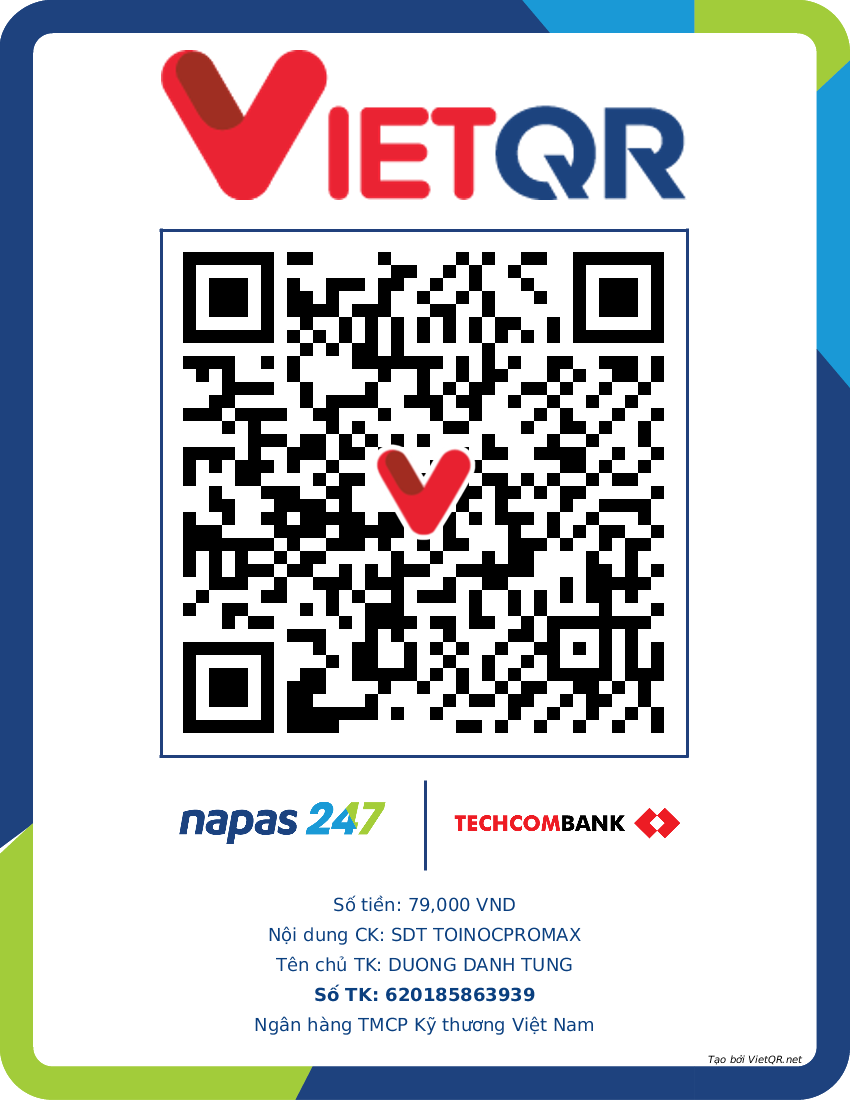 VIETQR
napas 247
TECHCOMBANK
Số tiền: 79,000 VND
Nội dung CK: SDT TOINOCPROMAX
Tên chủ TK: DUONG DANH TUNG
Số TK: 620185863939
Ngân hàng TMCP Kỹ thương Việt Nam
Tạo bởi VietQR.net